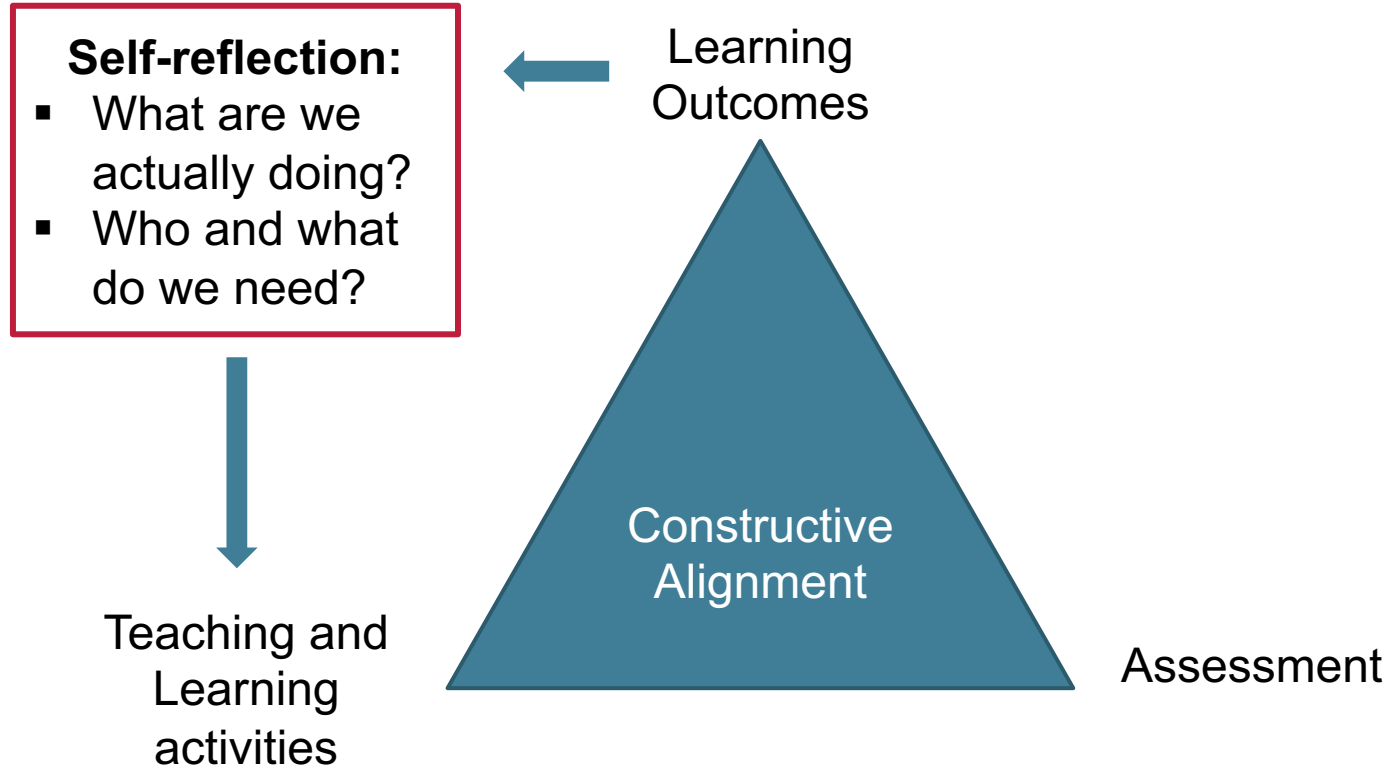 Self-reflection:
▪ What are we
actually doing?
▪ Who and what
do we need?
Learning
Outcomes
Constructive
Alignment
Teaching and
Learning
activities
Assessment